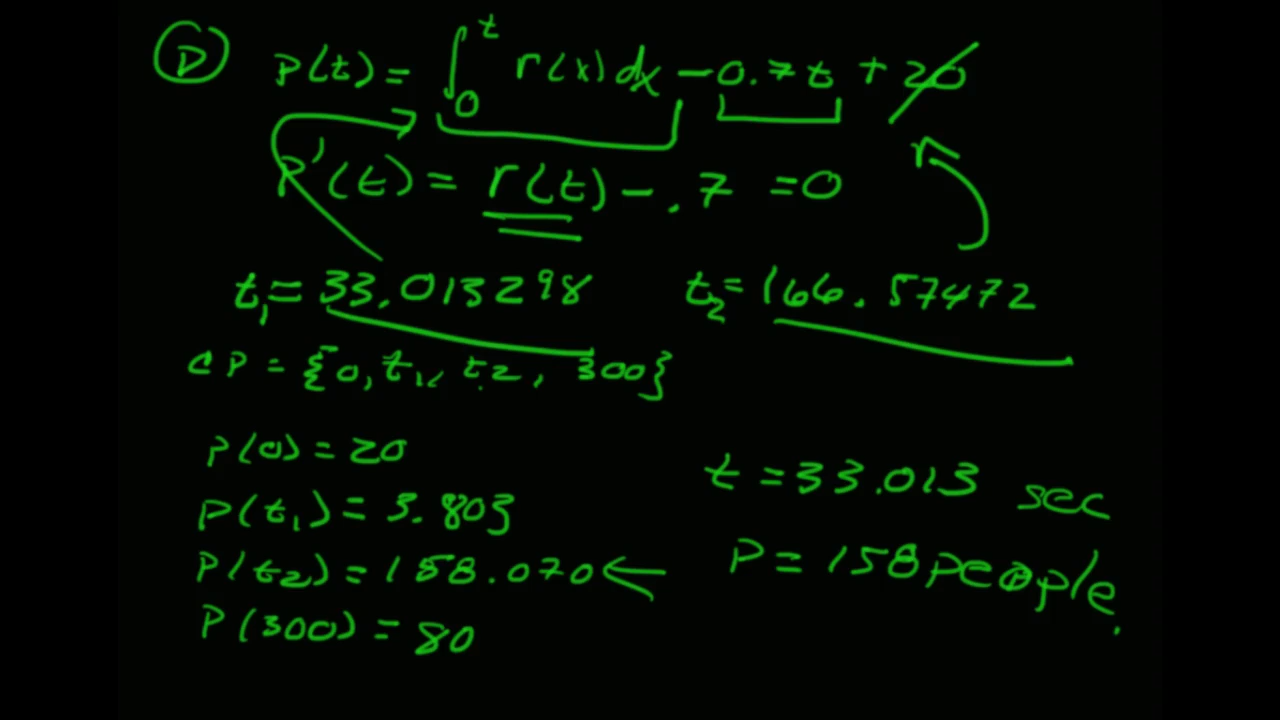 D P(t) = ∫₀ᵗ r(x) dx - 0.7t + 20
P'(t) = r(t) - .7 = 0
t₁ = 33.013298 t₂ = 166.57472
CP = {0, t₁, t₂, 300}
P(0) = 20
P(t₁) = 3.803
P(t₂) = 158.070
P(300) = 80
t = 33.013 sec
P = 158 people.